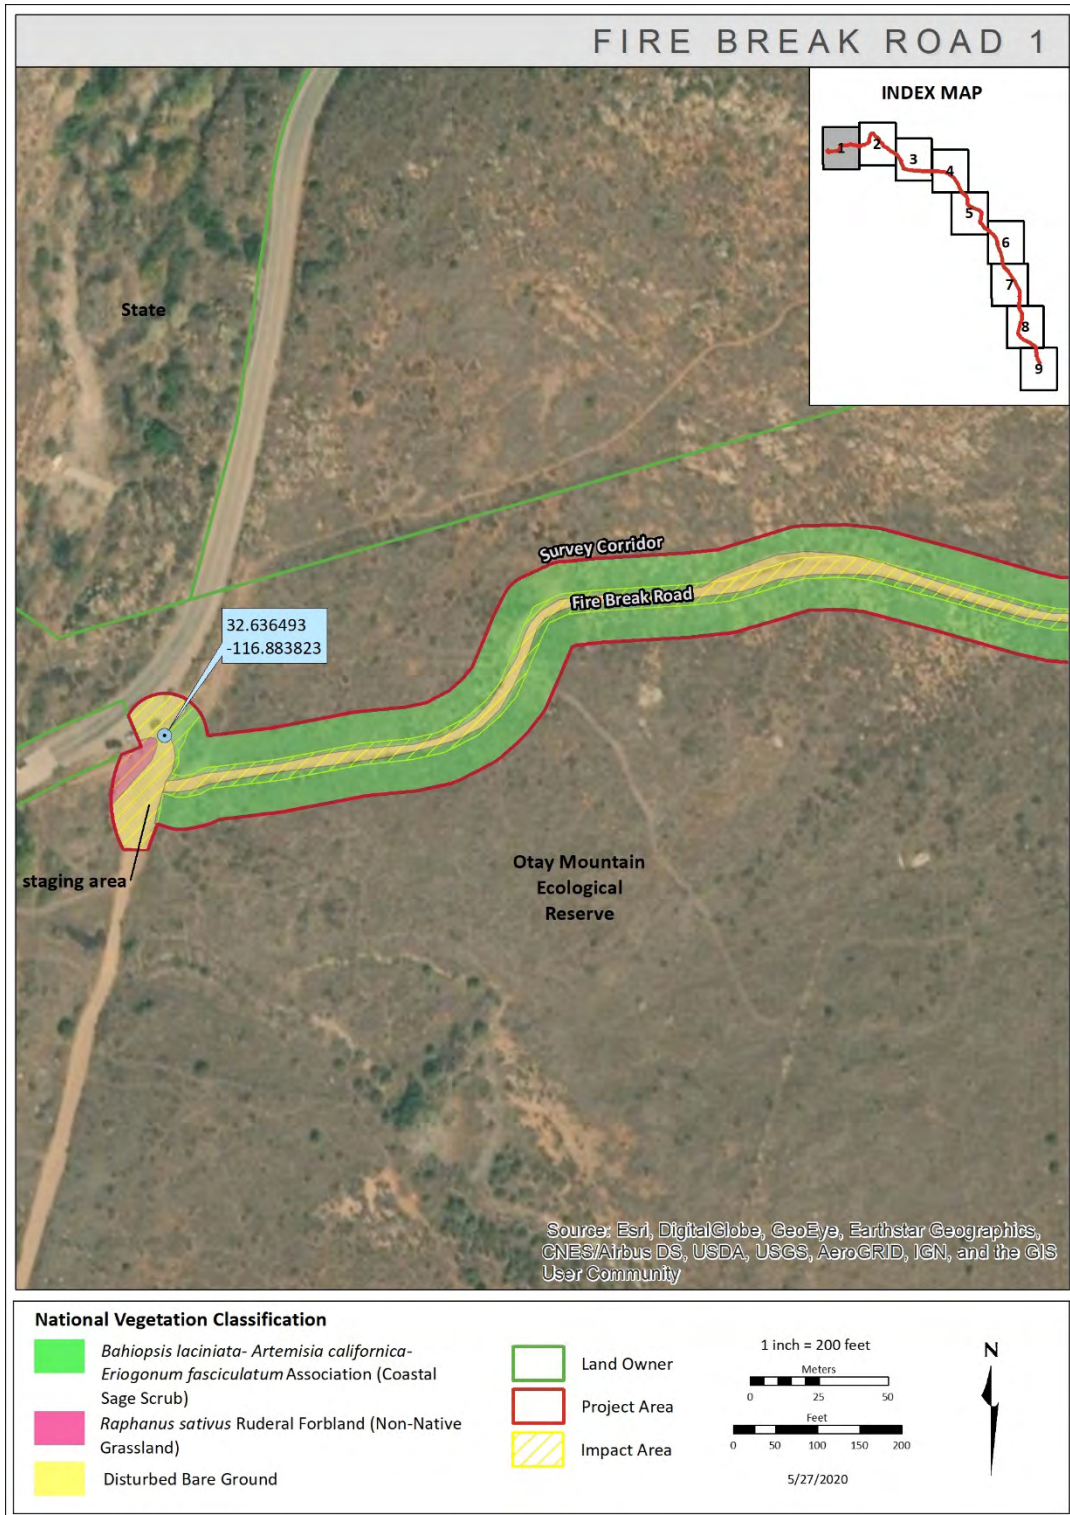 FIRE BREAK ROAD 1
INDEX MAP
1
2
3
4
5
6
7
8
9
State
Survey Corridor
Fire Break Road
32.636493
-116.883823
staging area
Otay Mountain
Ecological
Reserve
Source: Esri, DigitalGlobe, GeoEye, Earthstar Geographics,
CNES/Airbus DS, USDA, USGS, AeroGRID, IGN, and the GIS
User Community
National Vegetation Classification
Bahiopsis laciniata- Artemisia californica-
Eriogonum fasciculatum Association (Coastal
Sage Scrub)
Raphanus sativus Ruderal Forbland (Non-Native
Grassland)
Disturbed Bare Ground
Land Owner
Project Area
Impact Area
1 inch = 200 feet
Meters
0 25 50
Feet
0 50 100 150 200
5/27/2020
N